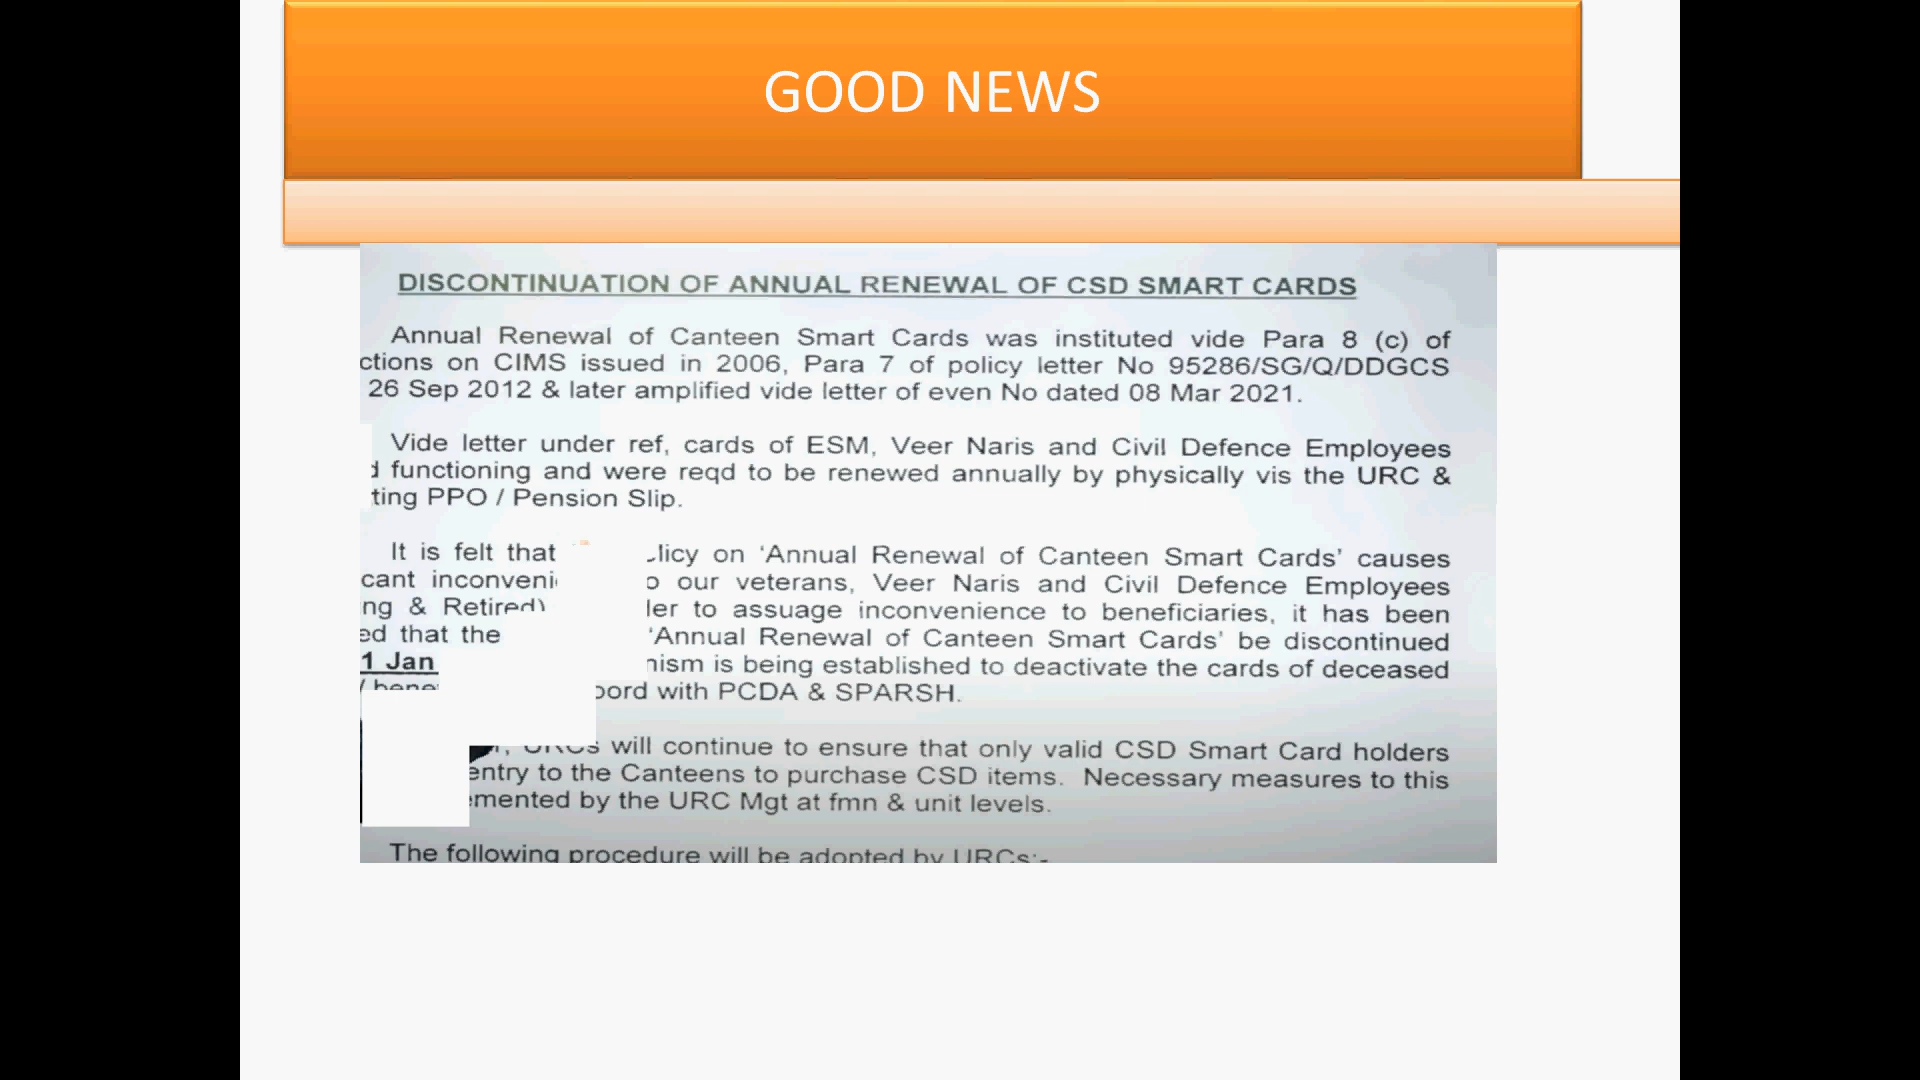 GOOD NEWS
DISCONTINUATION OF ANNUAL RENEWAL OF CSD SMART CARDS
Annual Renewal of Canteen Smart Cards was instituted vide Para 8 (c) of
ctions on CIMS issued in 2006, Para 7 of policy letter No 95286/SG/Q/DDGCS
26 Sep 2012 & later amplified vide letter of even No dated 08 Mar 2021.
Vide letter under ref, cards of ESM, Veer Naris and Civil Defence Employees
d functioning and were reqd to be renewed annually by physically vis the URC &
ting PPO / Pension Slip.
It is felt that licy on ‘Annual Renewal of Canteen Smart Cards’ causes
cant inconveni o our veterans, Veer Naris and Civil Defence Employees
ng & Retired) der to assuage inconvenience to beneficiaries, it has been
ed that the ‘Annual Renewal of Canteen Smart Cards’ be discontinued
1 Jan nism is being established to deactivate the cards of deceased
/ bene oord with PCDA & SPARSH.
r, URCs will continue to ensure that only valid CSD Smart Card holders
entry to the Canteens to purchase CSD items. Necessary measures to this
emented by the URC Mgt at fmn & unit levels.
The following procedure will be adopted by URCs:-